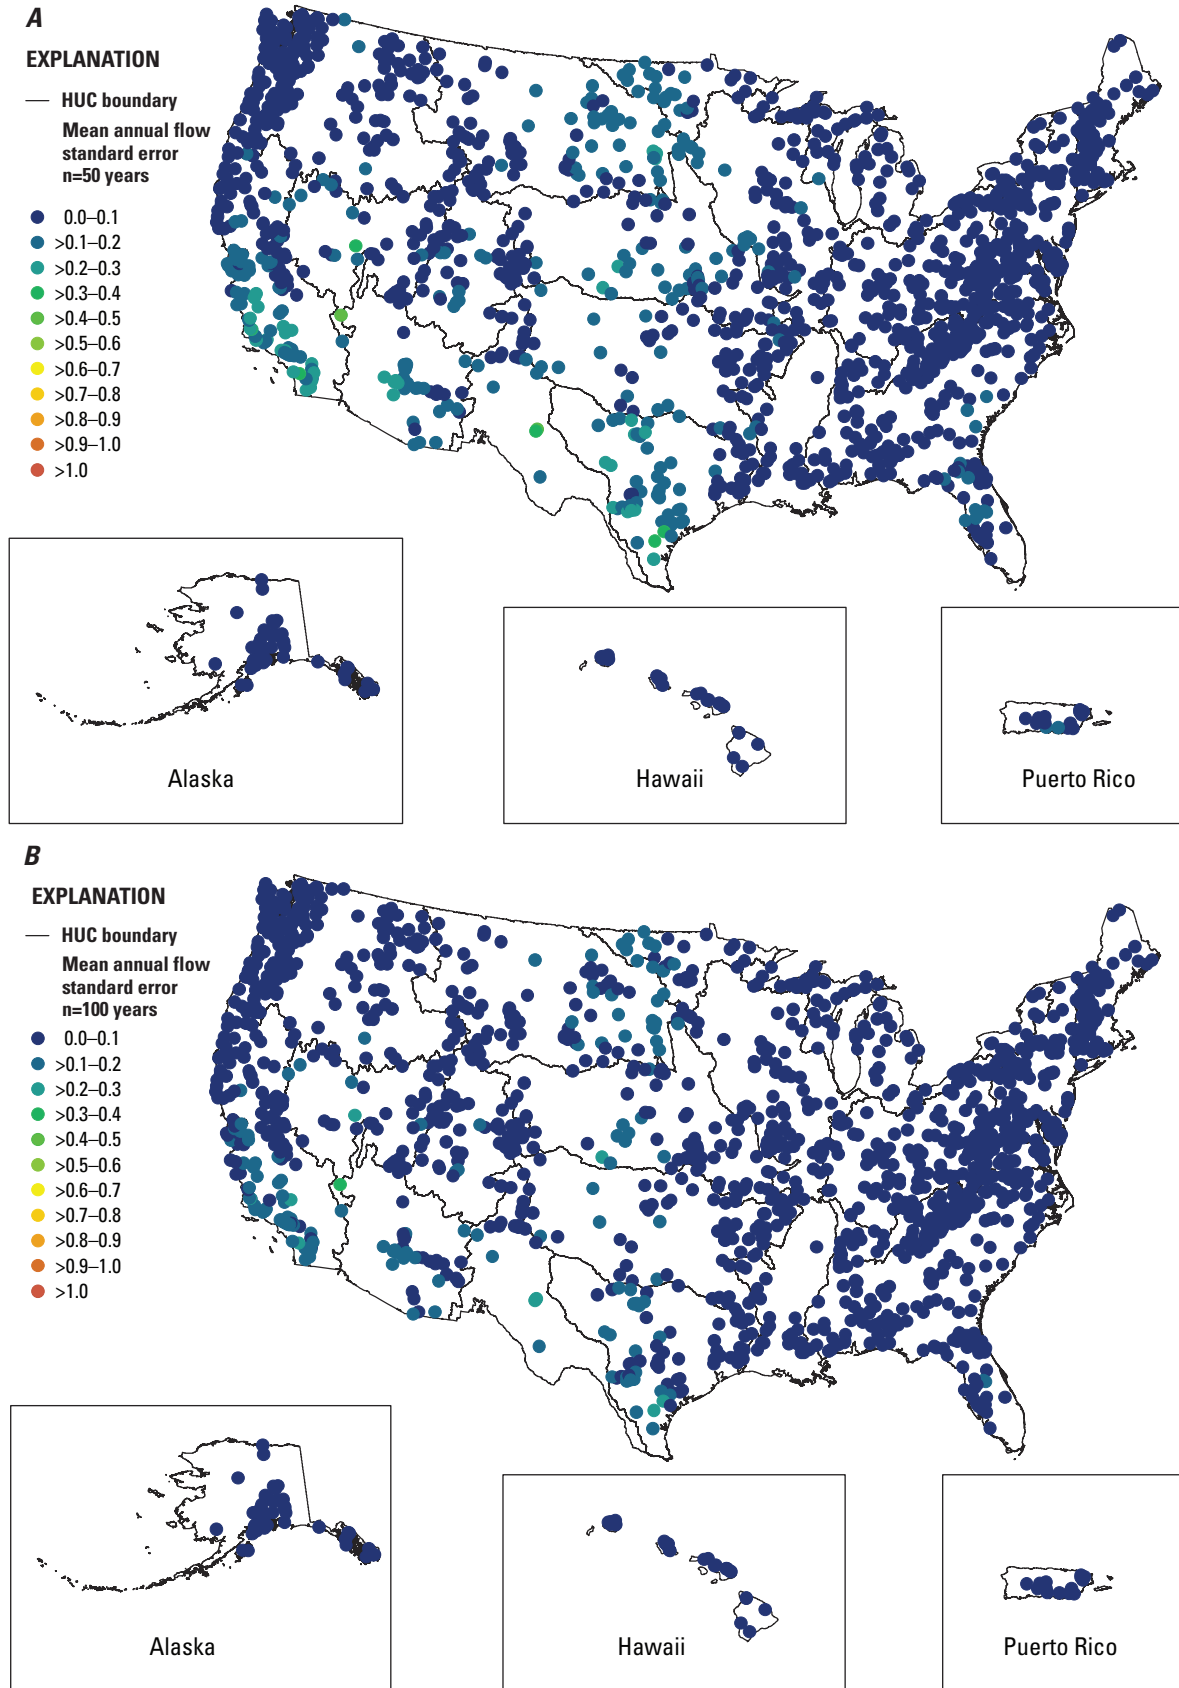 A
EXPLANATION
HUC boundary
Mean annual flow
standard error
n=50 years
0.0–0.1
>0.1–0.2
>0.2–0.3
>0.3–0.4
>0.4–0.5
>0.5–0.6
>0.6–0.7
>0.7–0.8
>0.8–0.9
>0.9–1.0
>1.0
Alaska
Hawaii
Puerto Rico
B
EXPLANATION
HUC boundary
Mean annual flow
standard error
n=100 years
0.0–0.1
>0.1–0.2
>0.2–0.3
>0.3–0.4
>0.4–0.5
>0.5–0.6
>0.6–0.7
>0.7–0.8
>0.8–0.9
>0.9–1.0
>1.0
Alaska
Hawaii
Puerto Rico